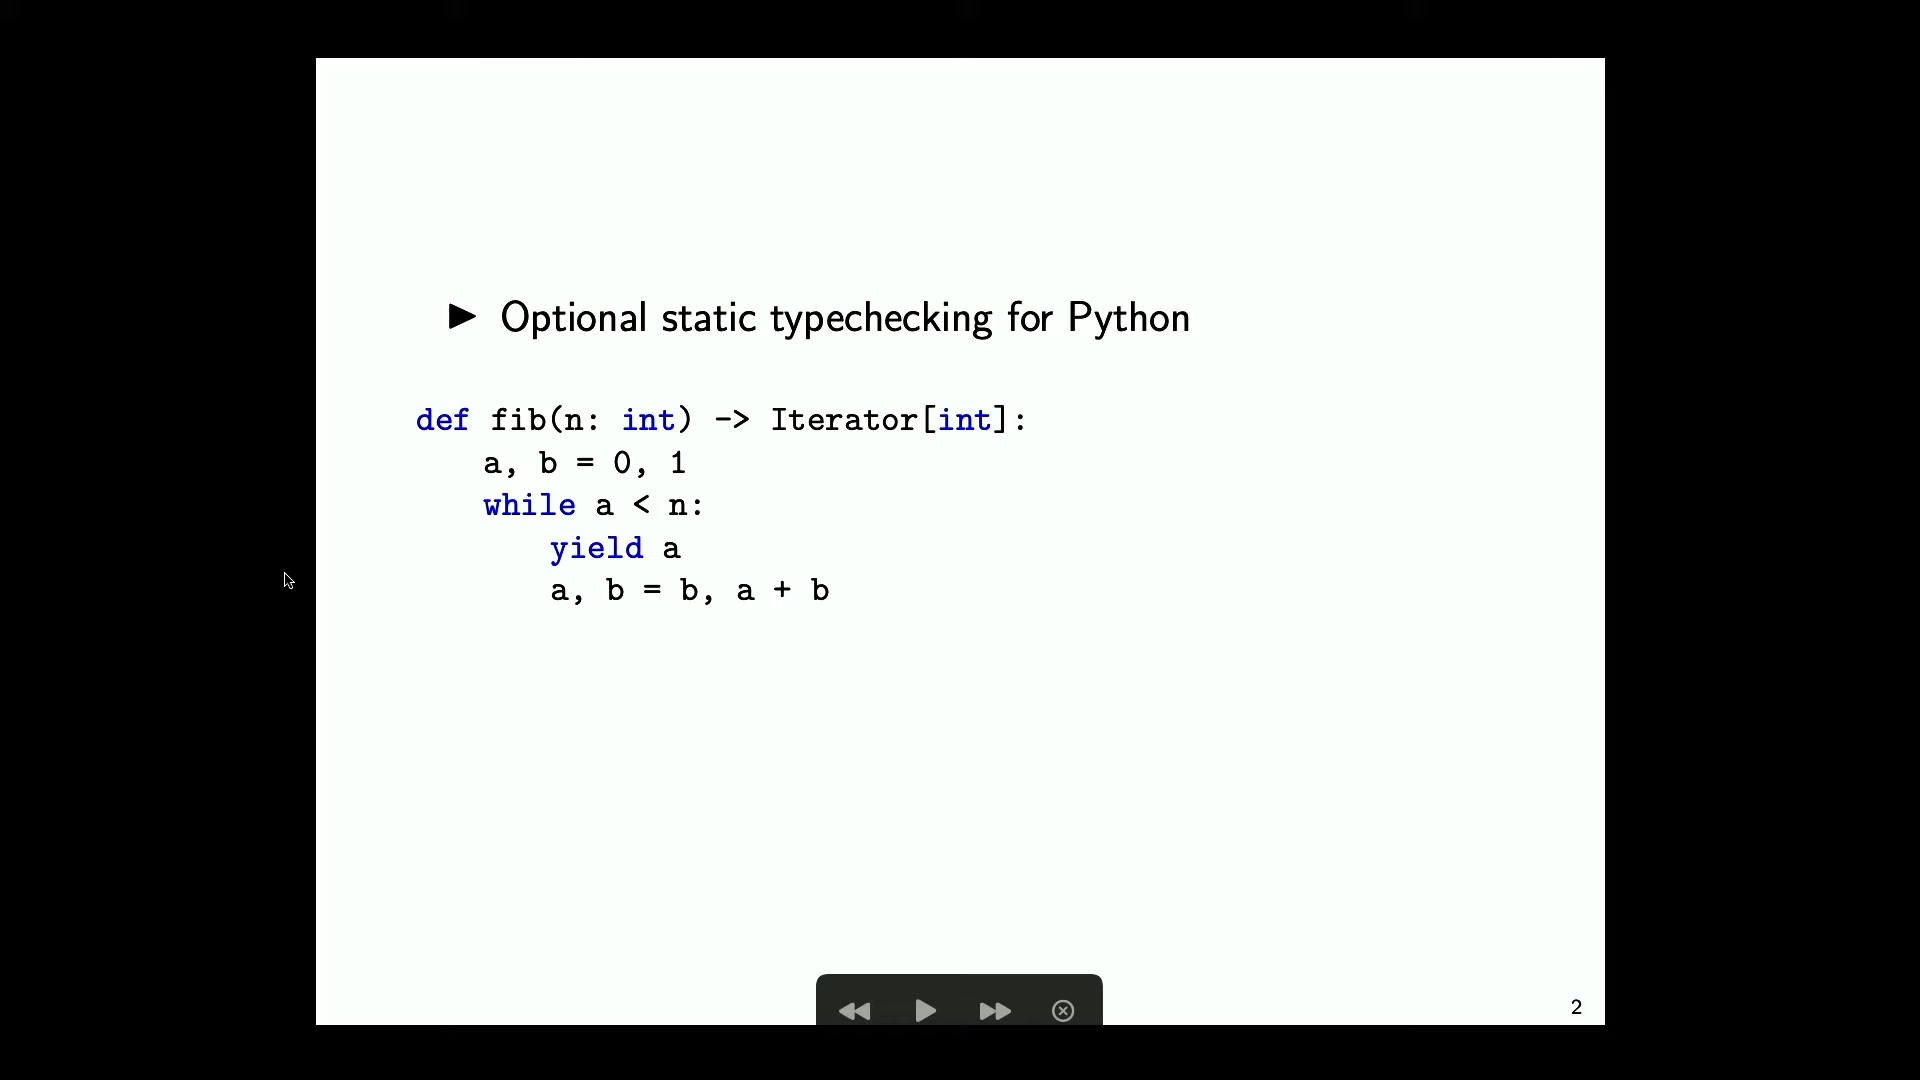 ▶ Optional static typechecking for Python
def fib(n: int) -> Iterator[int]:
    a, b = 0, 1
    while a < n:
        yield a
        a, b = b, a + b
2